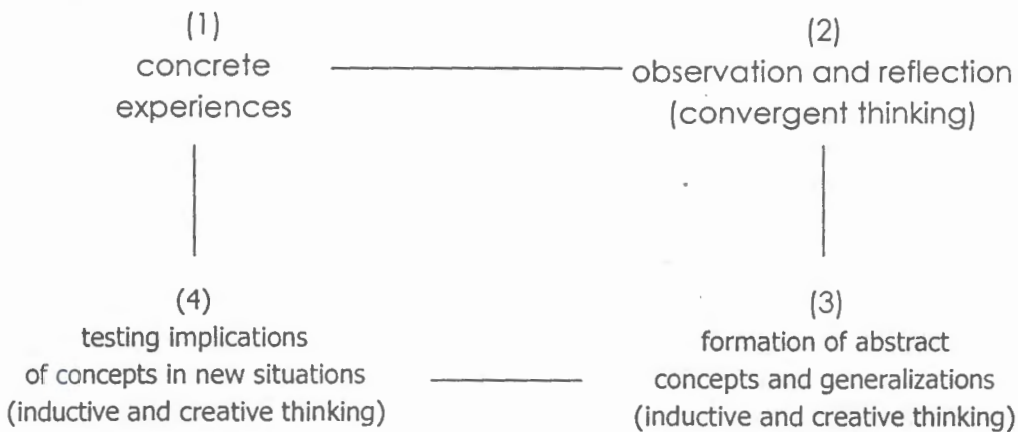 (1)
concrete
experiences
(2)
observation and reflection
(convergent thinking)
(4)
testing implications
of concepts in new situations
(inductive and creative thinking)
(3)
formation of abstract
concepts and generalizations
(inductive and creative thinking)